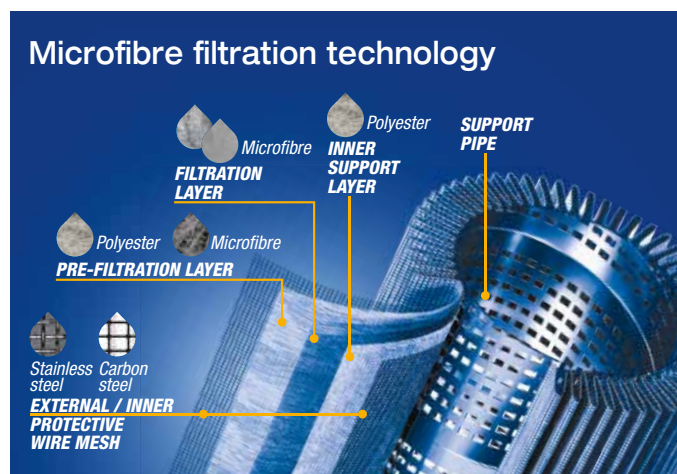 Microfibre filtration technology
Microfibre
FILTRATION
LAYER
Polyester
INNER
SUPPORT
LAYER
SUPPORT
PIPE
Polyester
Microfibre
PRE-FILTRATION LAYER
Stainless
steel
Carbon
steel
EXTERNAL / INNER
PROTECTIVE
WIRE MESH